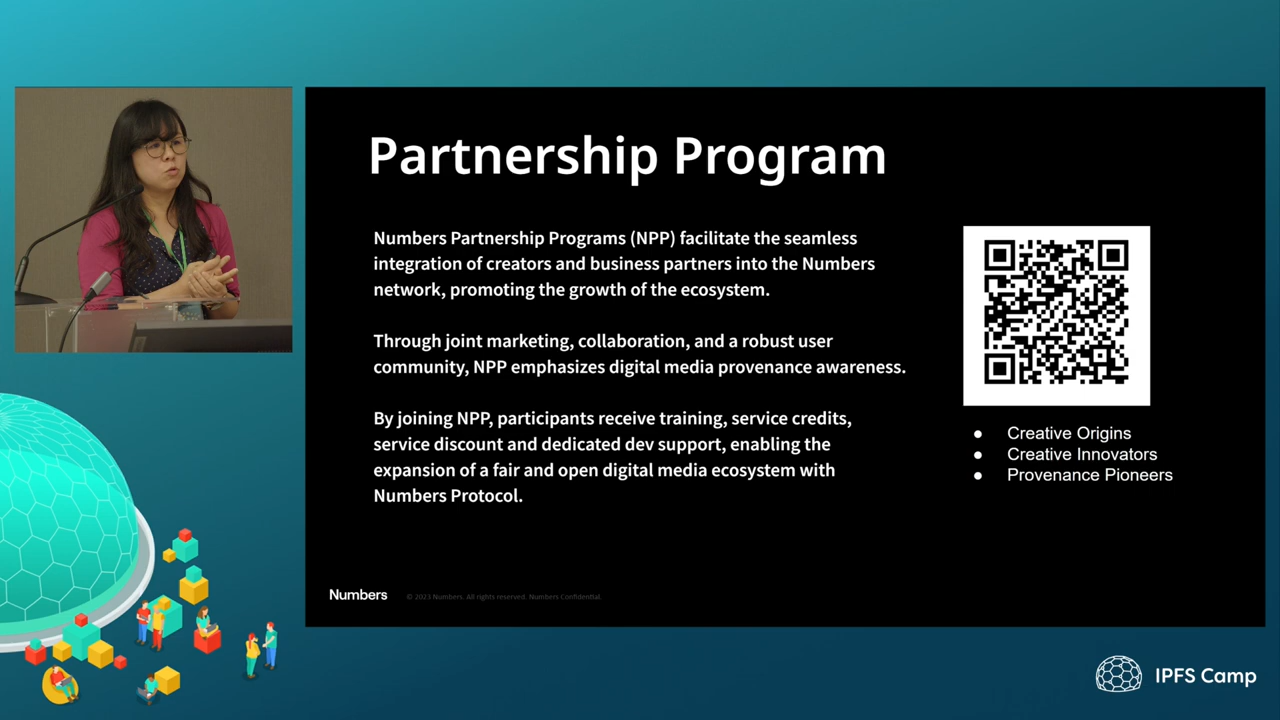 Partnership Program
Numbers Partnership Programs (NPP) facilitate the seamless
integration of creators and business partners into the Numbers
network, promoting the growth of the ecosystem.
Through joint marketing, collaboration, and a robust user
community, NPP emphasizes digital media provenance awareness.
By joining NPP, participants receive training, service credits,
service discount and dedicated dev support, enabling the
expansion of a fair and open digital media ecosystem with
Numbers Protocol.
● Creative Origins
● Creative Innovators
● Provenance Pioneers
Numbers
© 2023 Numbers. All rights reserved. Numbers Confidential.
IPFS Camp